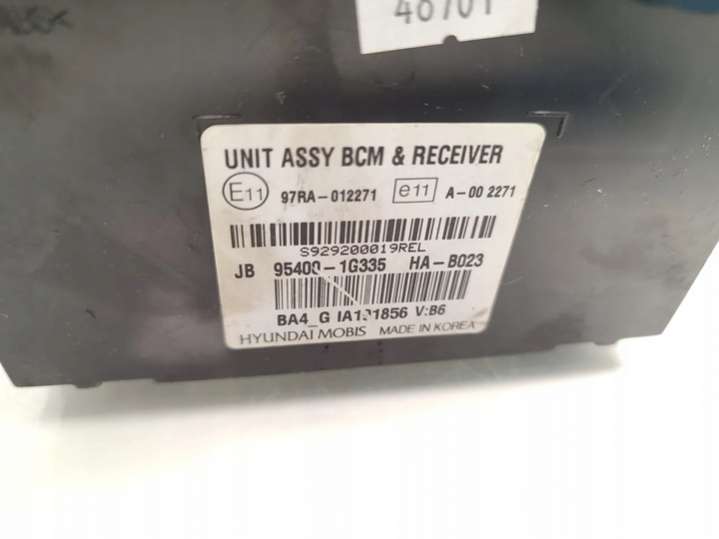 UNIT ASSY BCM & RECEIVER
E11 97RA-012271 e11 A-00 2271
S929200019REL
JB 95400-1G335 HA-B023
BA4_G V:B6
HYUNDAI MOBIS MADE IN KOREA